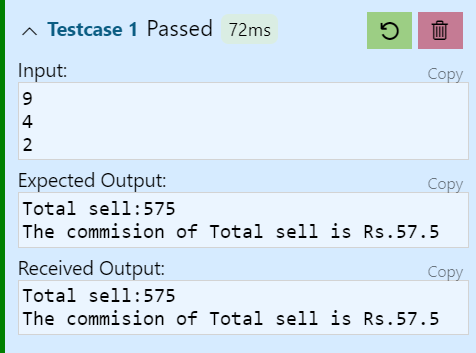 Testcase 1 Passed 72ms
Input:
Copy
9
4
2
Expected Output:
Copy
Total sell:575
The commision of Total sell is Rs.57.5
Received Output:
Copy
Total sell:575
The commision of Total sell is Rs.57.5